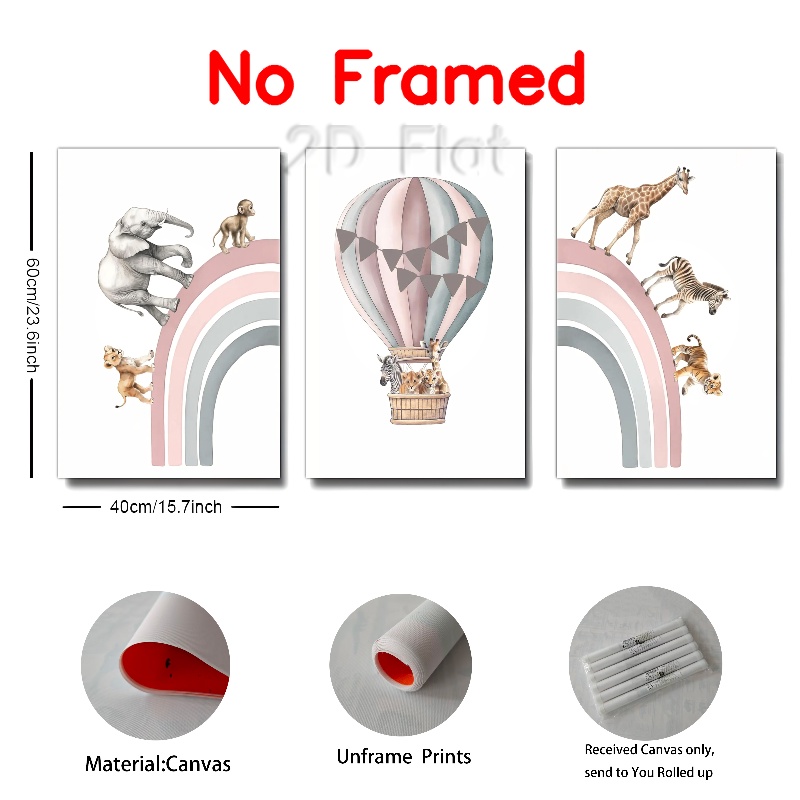 No Framed
2D Flat
60cm/23.6inch
40cm/15.7inch
Material:Canvas
Unframe Prints
Received Canvas only,
send to You Rolled up